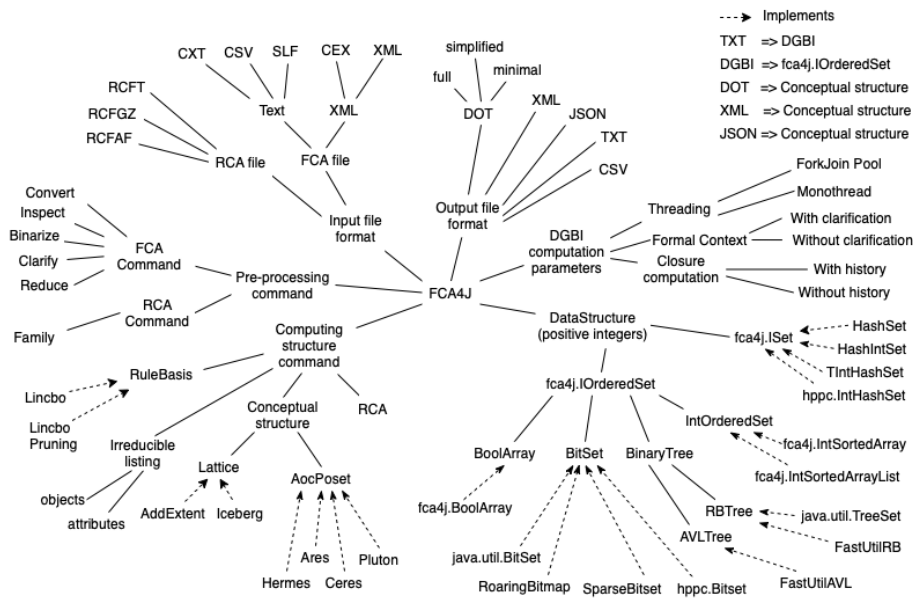 Implements
TXT => DGBI
DGBI => fca4j.IOrderedSet
DOT => Conceptual structure
XML => Conceptual structure
JSON => Conceptual structure
CXT
CSV
SLF
CEX
XML
Text
XML
RCFT
RCFGZ
RCFAF
RCA file
FCA file
Input file
format
simplified
full
minimal
DOT
XML
JSON
TXT
CSV
Output file
format
ForkJoin Pool
Monothread
Threading
With clarification
Without clarification
Formal Context
DGBI
computation
parameters
Closure
computation
With history
Without history
Convert
Inspect
Binarize
Clarify
Reduce
FCA
Command
RCA
Command
Family
Pre-processing
command
FCA4J
DataStructure
(positive integers)
fca4j.ISet
HashSet
HashIntSet
TIntHashSet
hppc.IntHashSet
Computing
structure
command
RuleBasis
Lincbo
Lincbo
Pruning
Irreducible
listing
objects
attributes
Conceptual
structure
RCA
Lattice
AddExtent
Iceberg
AocPoset
Hermes
Ares
Ceres
Pluton
fca4j.IOrderedSet
BoolArray
fca4j.BoolArray
BitSet
java.util.BitSet
RoaringBitmap
SparseBitset
hppc.Bitset
BinaryTree
RBTree
java.util.TreeSet
FastUtilRB
AVLTree
FastUtilAVL
IntOrderedSet
fca4j.IntSortedArray
fca4j.IntSortedArrayList